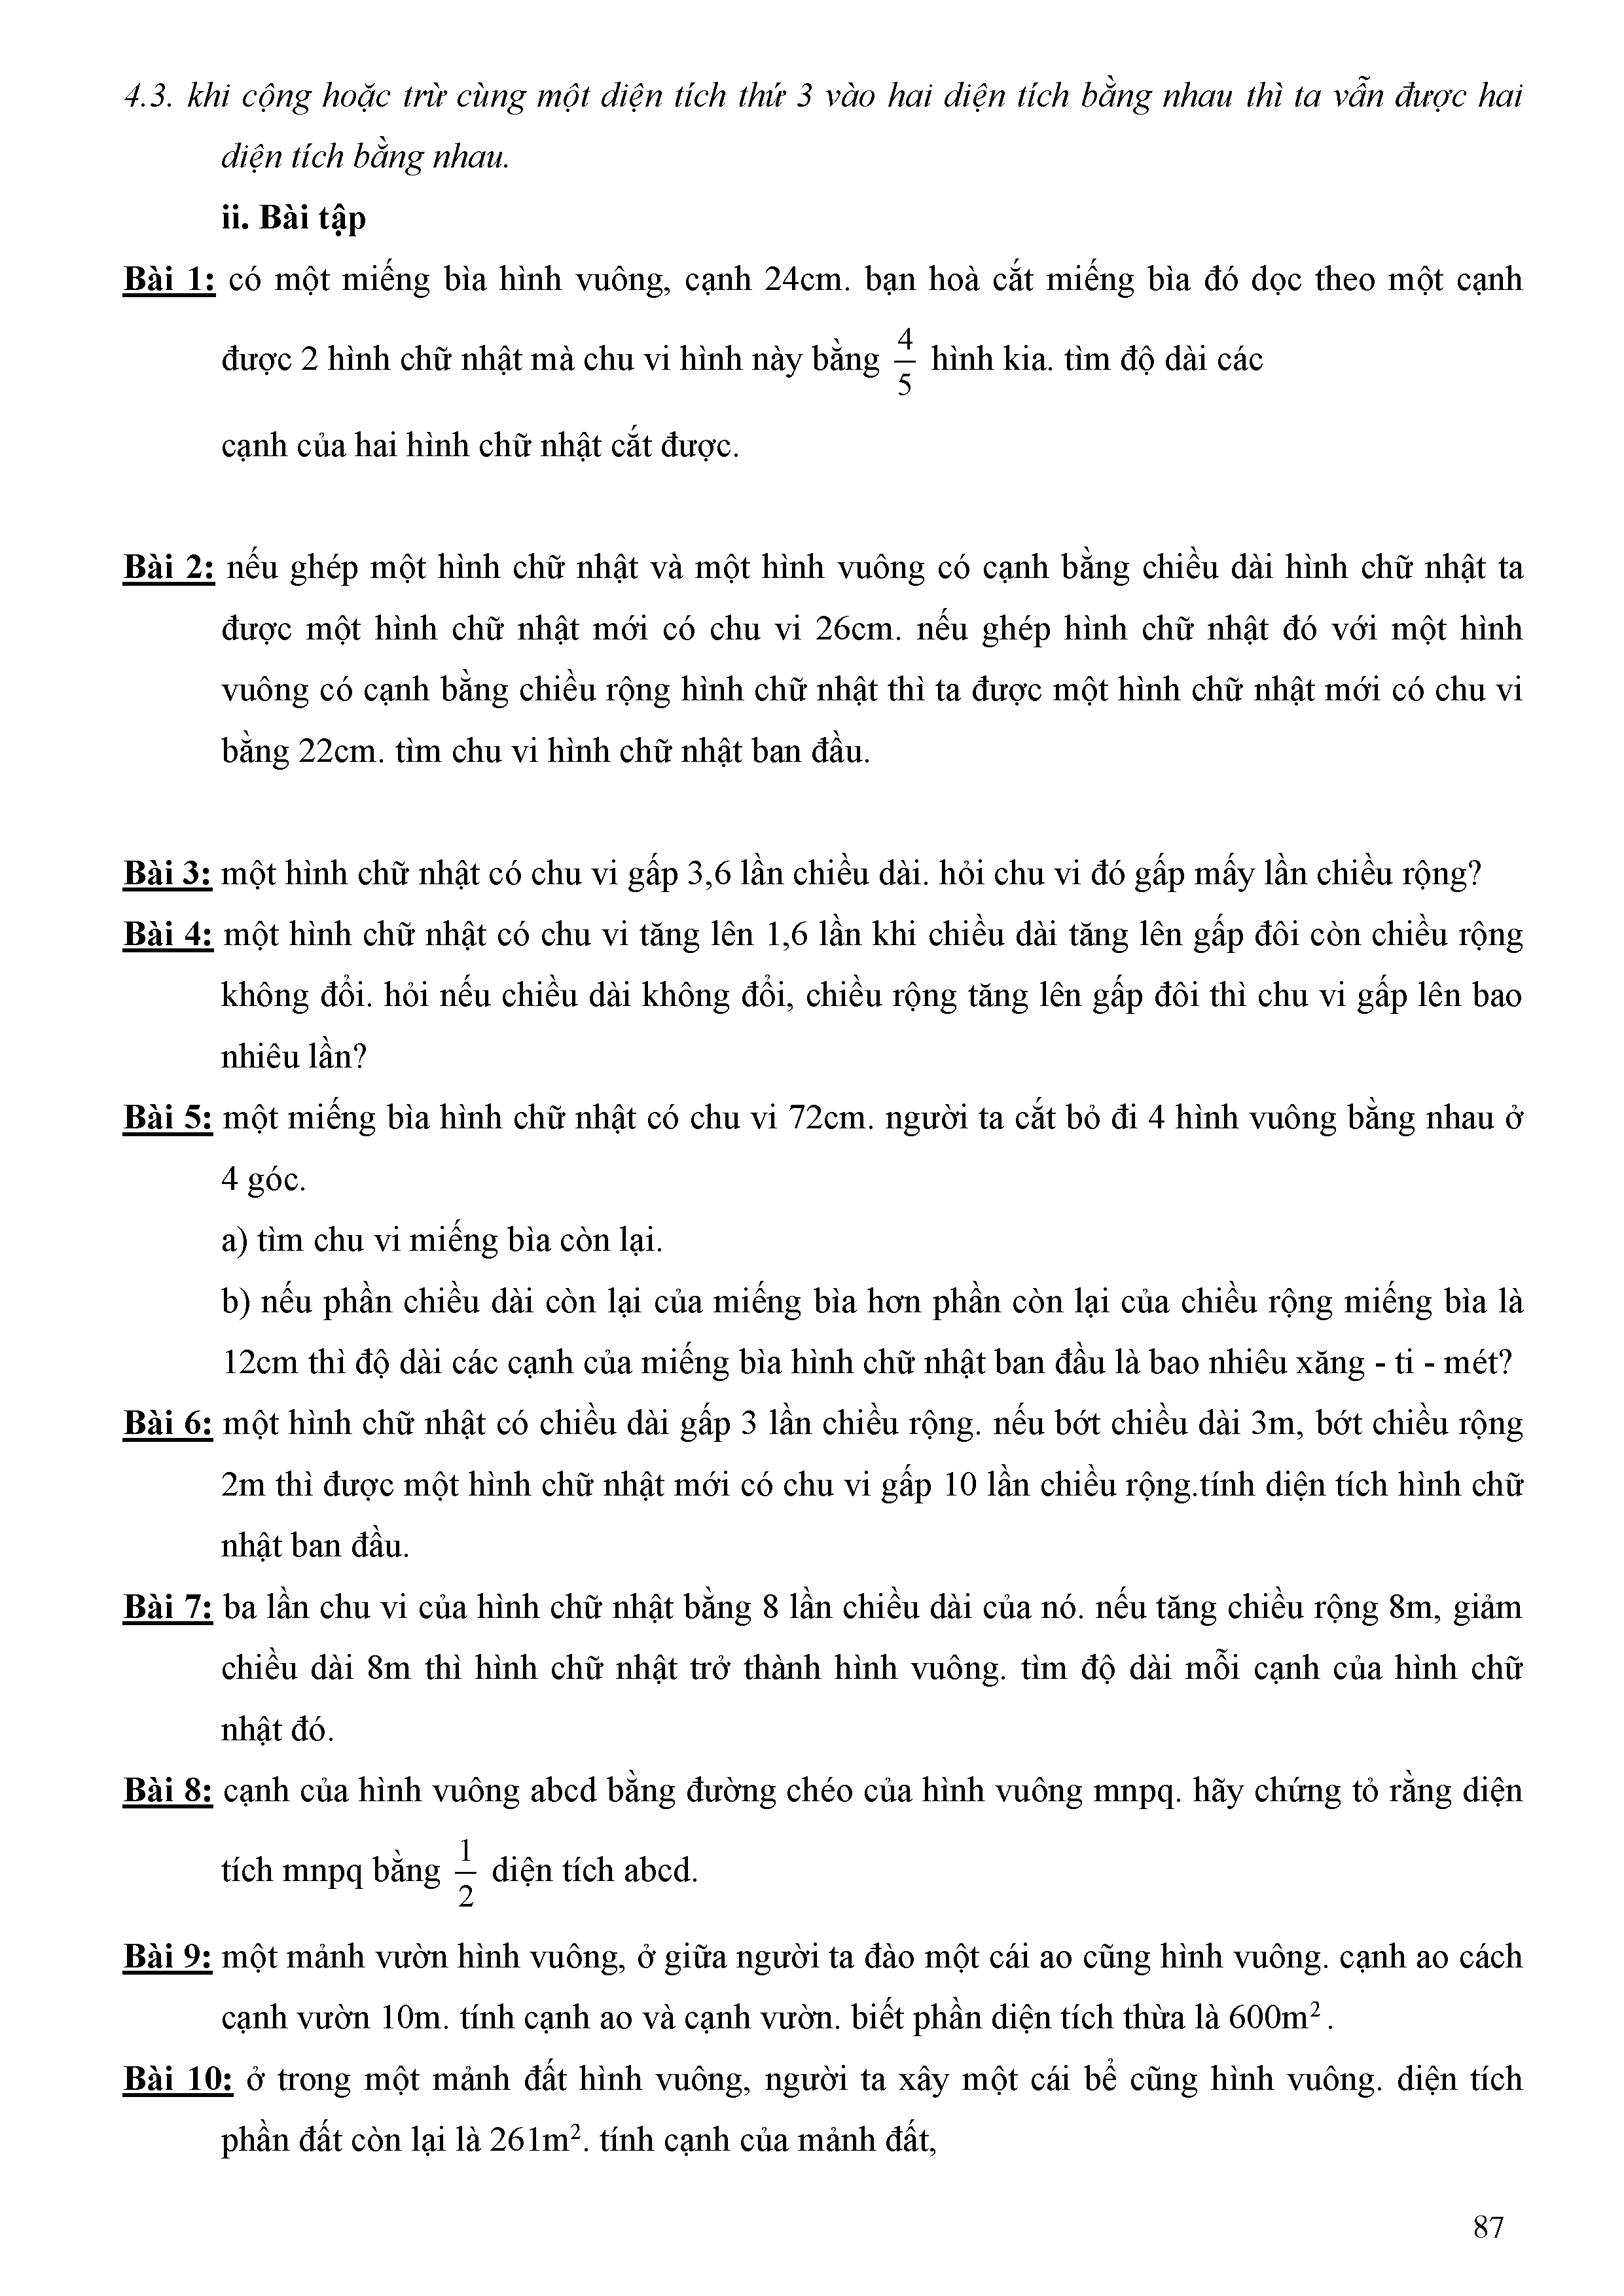 4.3. khi cộng hoặc trừ cùng một diện tích thứ 3 vào hai diện tích bằng nhau thì ta vẫn được hai
diện tích bằng nhau.
ii. Bài tập
Bài 1: có một miếng bìa hình vuông, cạnh 24cm. bạn hoà cắt miếng bìa đó dọc theo một cạnh
được 2 hình chữ nhật mà chu vi hình này bằng 4/5 hình kia. tìm độ dài các
cạnh của hai hình chữ nhật cắt được.
Bài 2: nếu ghép một hình chữ nhật và một hình vuông có cạnh bằng chiều dài hình chữ nhật ta
được một hình chữ nhật mới có chu vi 26cm. nếu ghép hình chữ nhật đó với một hình
vuông có cạnh bằng chiều rộng hình chữ nhật thì ta được một hình chữ nhật mới có chu vi
bằng 22cm. tìm chu vi hình chữ nhật ban đầu.
Bài 3: một hình chữ nhật có chu vi gấp 3,6 lần chiều dài. hỏi chu vi đó gấp mấy lần chiều rộng?
Bài 4: một hình chữ nhật có chu vi tăng lên 1,6 lần khi chiều dài tăng lên gấp đôi còn chiều rộng
không đổi. hỏi nếu chiều dài không đổi, chiều rộng tăng lên gấp đôi thì chu vi gấp lên bao
nhiêu lần?
Bài 5: một miếng bìa hình chữ nhật có chu vi 72cm. người ta cắt bỏ đi 4 hình vuông bằng nhau ở
4 góc.
a) tìm chu vi miếng bìa còn lại.
b) nếu phần chiều dài còn lại của miếng bìa hơn phần còn lại của chiều rộng miếng bìa là
12cm thì độ dài các cạnh của miếng bìa hình chữ nhật ban đầu là bao nhiêu xăng - ti - mét?
Bài 6: một hình chữ nhật có chiều dài gấp 3 lần chiều rộng. nếu bớt chiều dài 3m, bớt chiều rộng
2m thì được một hình chữ nhật mới có chu vi gấp 10 lần chiều rộng.tính diện tích hình chữ
nhật ban đầu.
Bài 7: ba lần chu vi của hình chữ nhật bằng 8 lần chiều dài của nó. nếu tăng chiều rộng 8m, giảm
chiều dài 8m thì hình chữ nhật trở thành hình vuông. tìm độ dài mỗi cạnh của hình chữ
nhật đó.
Bài 8: cạnh của hình vuông abcd bằng đường chéo của hình vuông mnpq. hãy chứng tỏ rằng diện
tích mnpq bằng 1/2 diện tích abcd.
Bài 9: một mảnh vườn hình vuông, ở giữa người ta đào một cái ao cũng hình vuông. cạnh ao cách
cạnh vườn 10m. tính cạnh ao và cạnh vườn. biết phần diện tích thừa là 600m² .
Bài 10: ở trong một mảnh đất hình vuông, người ta xây một cái bể cũng hình vuông. diện tích
phần đất còn lại là 261m². tính cạnh của mảnh đất,
87